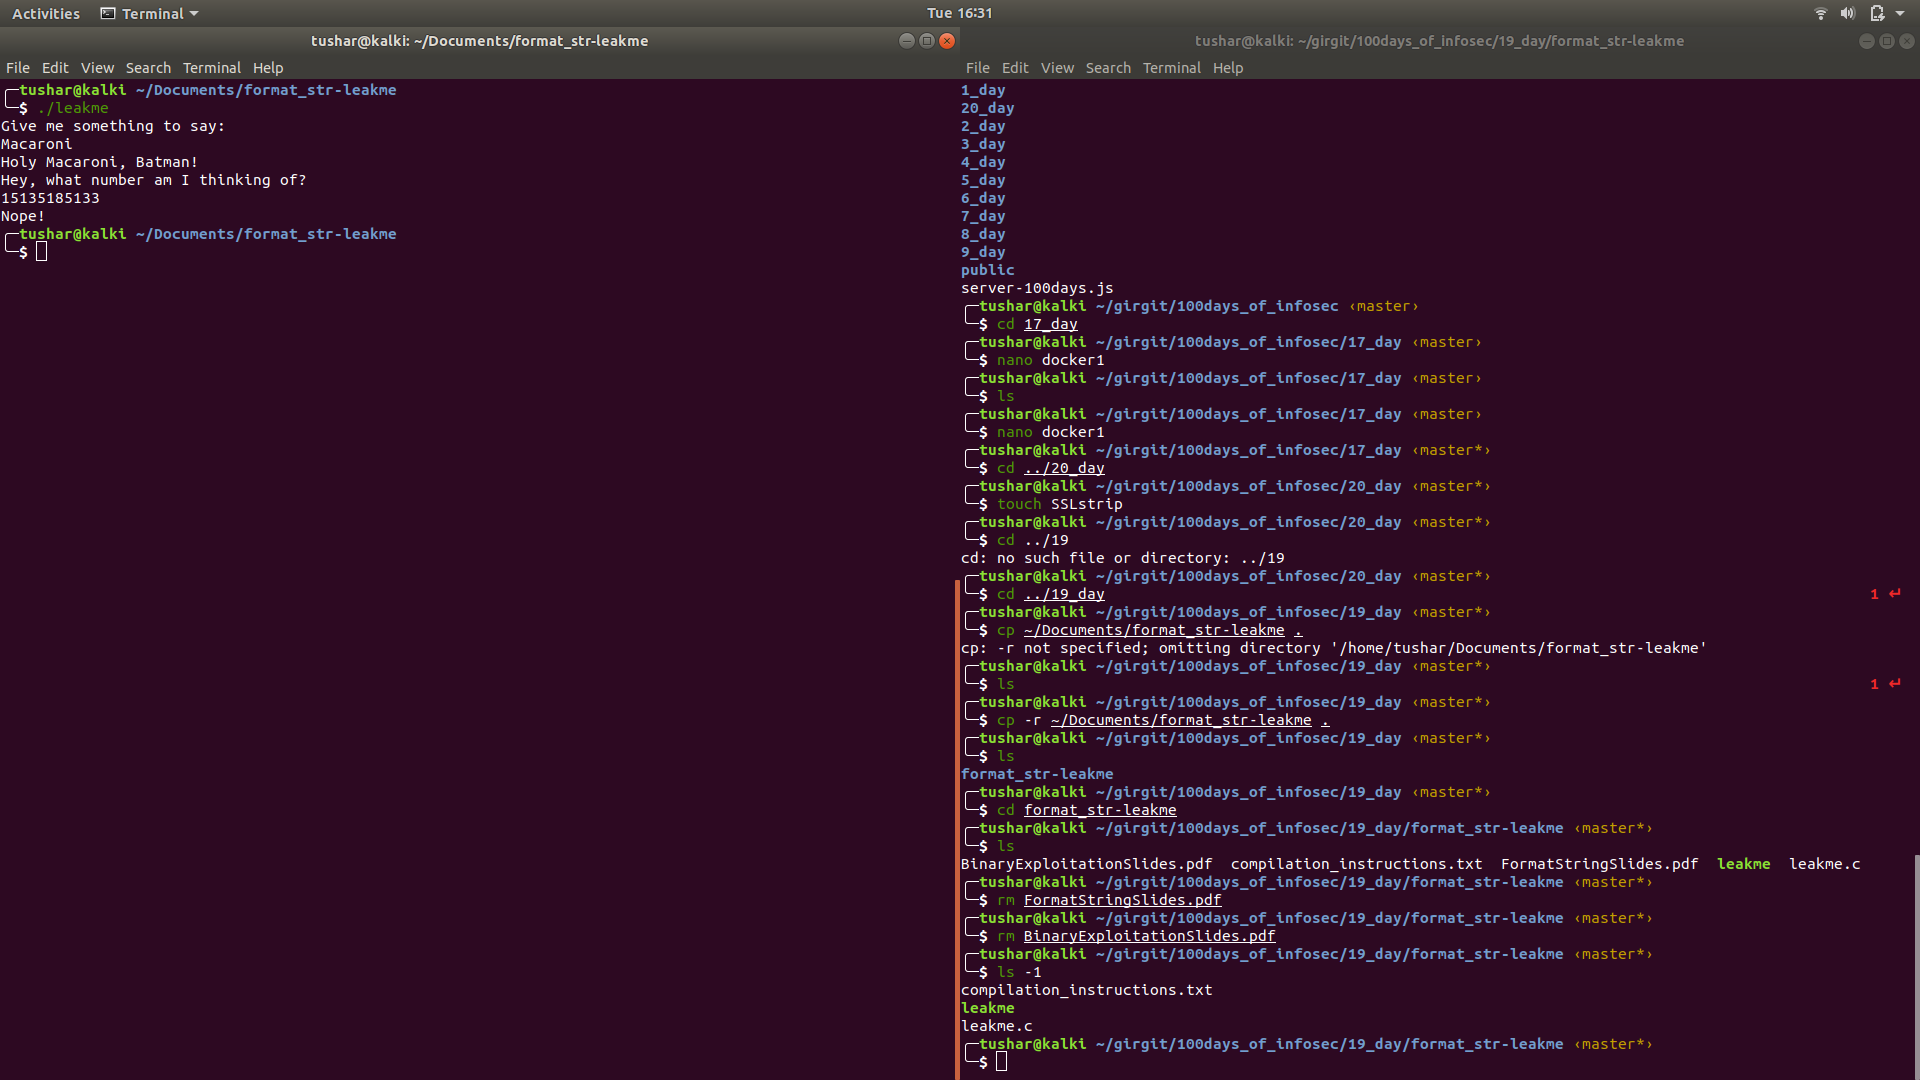 Activities Terminal Tue 16:31
tushar@kalki: ~/Documents/format_str-leakme
File Edit View Search Terminal Help
tushar@kalki ~/Documents/format_str-leakme
$ ./leakme
Give me something to say:
Macaroni
Holy Macaroni, Batman!
Hey, what number am I thinking of?
15135185133
Nope!
tushar@kalki ~/Documents/format_str-leakme
$
tushar@kalki: ~/girgit/100days_of_infosec/19_day/format_str-leakme
File Edit View Search Terminal Help
1_day
20_day
2_day
3_day
4_day
5_day
6_day
7_day
8_day
9_day
public
server-100days.js
tushar@kalki ~/girgit/100days_of_infosec ‹master›
$ cd 17_day
tushar@kalki ~/girgit/100days_of_infosec/17_day ‹master›
$ nano docker1
tushar@kalki ~/girgit/100days_of_infosec/17_day ‹master›
$ ls
tushar@kalki ~/girgit/100days_of_infosec/17_day ‹master›
$ nano docker1
tushar@kalki ~/girgit/100days_of_infosec/17_day ‹master*›
$ cd ../20_day
tushar@kalki ~/girgit/100days_of_infosec/20_day ‹master*›
$ touch SSLstrip
tushar@kalki ~/girgit/100days_of_infosec/20_day ‹master*›
$ cd ../19
cd: no such file or directory: ../19
tushar@kalki ~/girgit/100days_of_infosec/20_day ‹master*›
$ cd ../19_day 1 ↵
tushar@kalki ~/girgit/100days_of_infosec/19_day ‹master*›
$ cp ~/Documents/format_str-leakme .
cp: -r not specified; omitting directory '/home/tushar/Documents/format_str-leakme'
tushar@kalki ~/girgit/100days_of_infosec/19_day ‹master*›
$ ls 1 ↵
tushar@kalki ~/girgit/100days_of_infosec/19_day ‹master*›
$ cp -r ~/Documents/format_str-leakme .
tushar@kalki ~/girgit/100days_of_infosec/19_day ‹master*›
$ ls
format_str-leakme
tushar@kalki ~/girgit/100days_of_infosec/19_day ‹master*›
$ cd format_str-leakme
tushar@kalki ~/girgit/100days_of_infosec/19_day/format_str-leakme ‹master*›
$ ls
BinaryExploitationSlides.pdf compilation_instructions.txt FormatStringSlides.pdf leakme leakme.c
tushar@kalki ~/girgit/100days_of_infosec/19_day/format_str-leakme ‹master*›
$ rm FormatStringSlides.pdf
tushar@kalki ~/girgit/100days_of_infosec/19_day/format_str-leakme ‹master*›
$ rm BinaryExploitationSlides.pdf
tushar@kalki ~/girgit/100days_of_infosec/19_day/format_str-leakme ‹master*›
$ ls -1
compilation_instructions.txt
leakme
leakme.c
tushar@kalki ~/girgit/100days_of_infosec/19_day/format_str-leakme ‹master*›
$